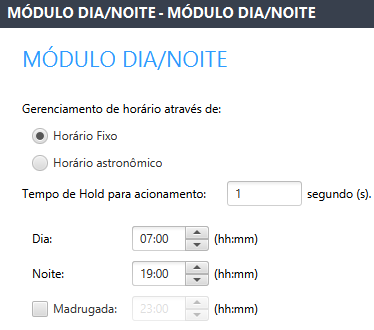 MÓDULO DIA/NOITE - MÓDULO DIA/NOITE
MÓDULO DIA/NOITE
Gerenciamento de horário através de:
Horário Fixo
Horário astronômico
Tempo de Hold para acionamento: 1 segundo (s).
Dia: 07:00 (hh:mm)
Noite: 19:00 (hh:mm)
Madrugada: 23:00 (hh:mm)